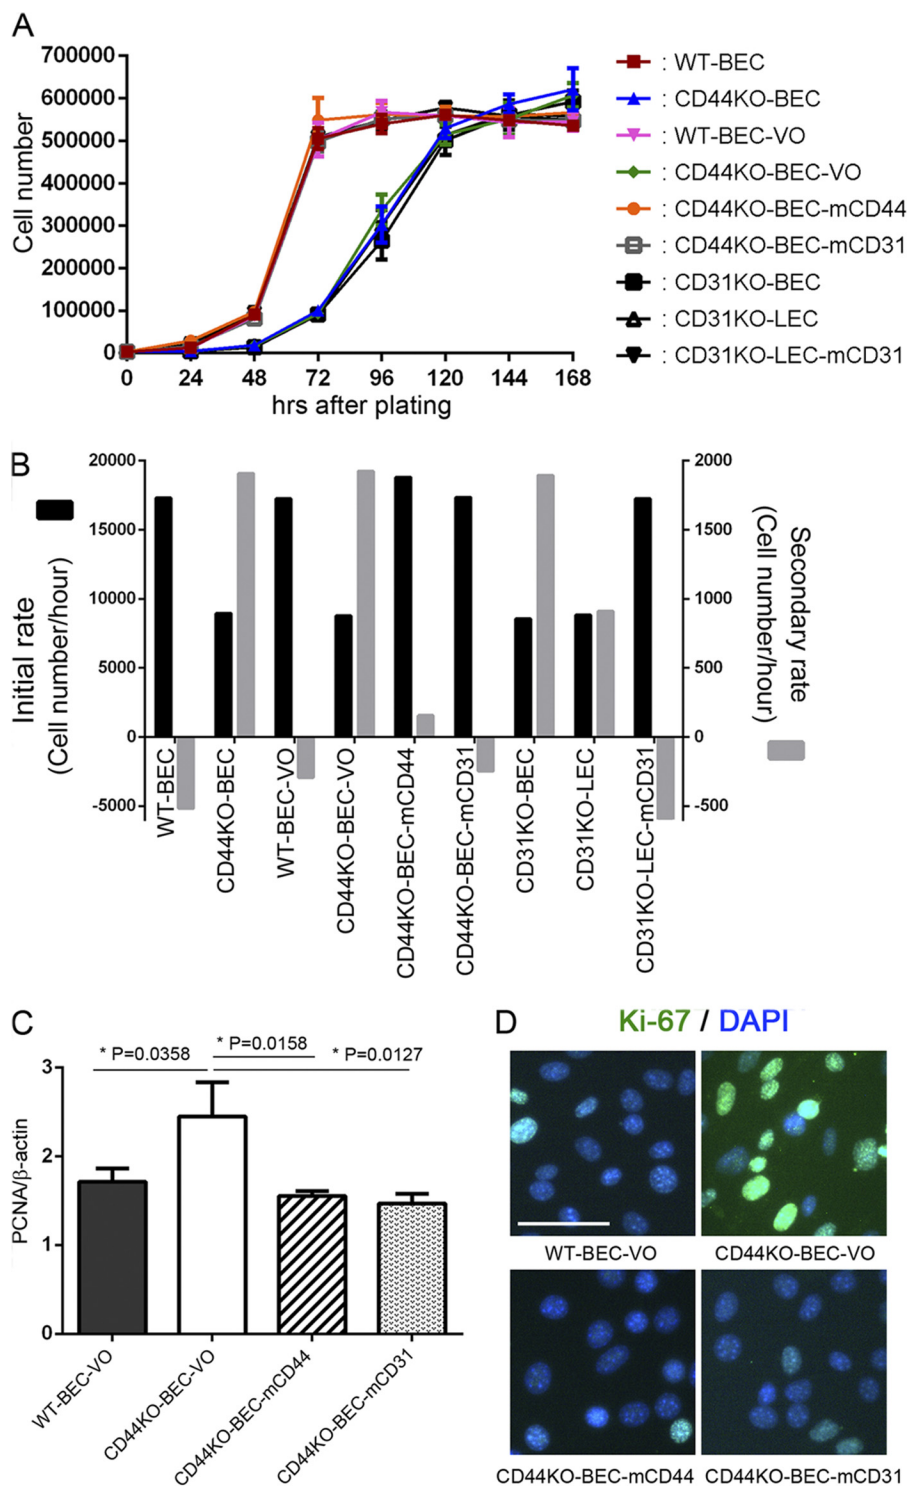 A
700000
600000
500000
400000
300000
200000
100000
0
Cell number
0 24 48 72 96 120 144 168
hrs after plating
: WT-BEC
: CD44KO-BEC
: WT-BEC-VO
: CD44KO-BEC-VO
: CD44KO-BEC-mCD44
: CD44KO-BEC-mCD31
: CD31KO-BEC
: CD31KO-LEC
: CD31KO-LEC-mCD31
B
20000
15000
10000
5000
0
-5000
Initial rate
(Cell number/hour)
2000
1500
1000
500
0
-500
Secondary rate
(Cell number/hour)
WT-BEC
CD44KO-BEC
WT-BEC-VO
CD44KO-BEC-VO
CD44KO-BEC-mCD44
CD44KO-BEC-mCD31
CD31KO-BEC
CD31KO-LEC
CD31KO-LEC-mCD31
C
* P=0.0358
* P=0.0158
* P=0.0127
3
2
1
0
PCNA/β-actin
WT-BEC-VO
CD44KO-BEC-VO
CD44KO-BEC-mCD44
CD44KO-BEC-mCD31
D
Ki-67 / DAPI
WT-BEC-VO
CD44KO-BEC-VO
CD44KO-BEC-mCD44
CD44KO-BEC-mCD31